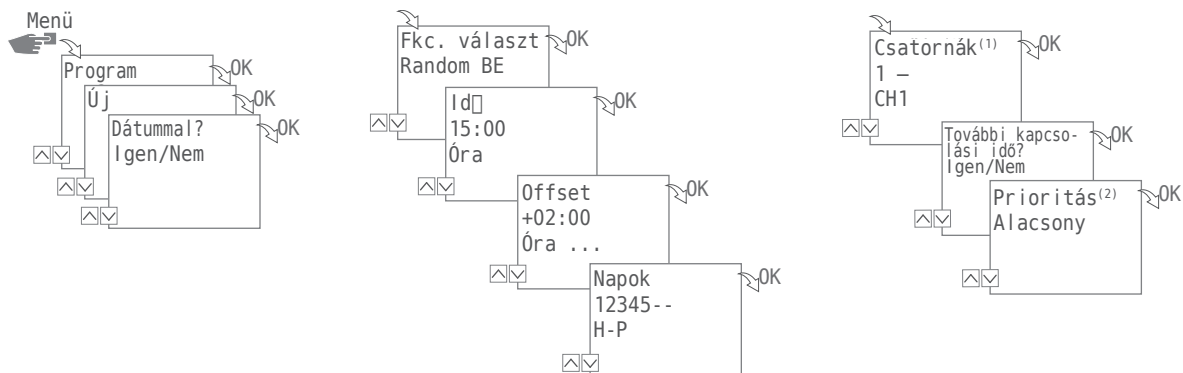 Menü
Program
OK
Új
OK
Dátummal?
OK
Igen/Nem
Fkc. választ
OK
Random BE
Id▯
OK
15:00
Óra
Offset
OK
+02:00
Óra ...
Napok
OK
12345--
H-P
Csatornák(1)
OK
1 –
CH1
További kapcso-
OK
lási idő?
Igen/Nem
Prioritás(2)
OK
Alacsony